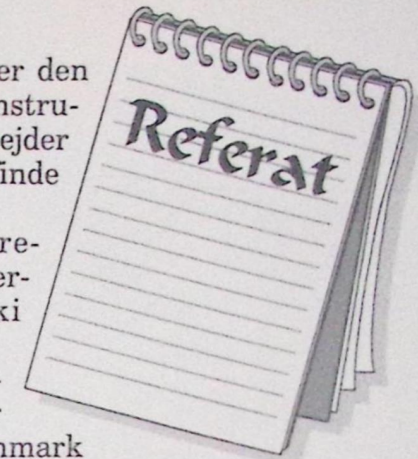 er den
nstru-
ejder
inde
re-
er-
ki
nmark
Referat